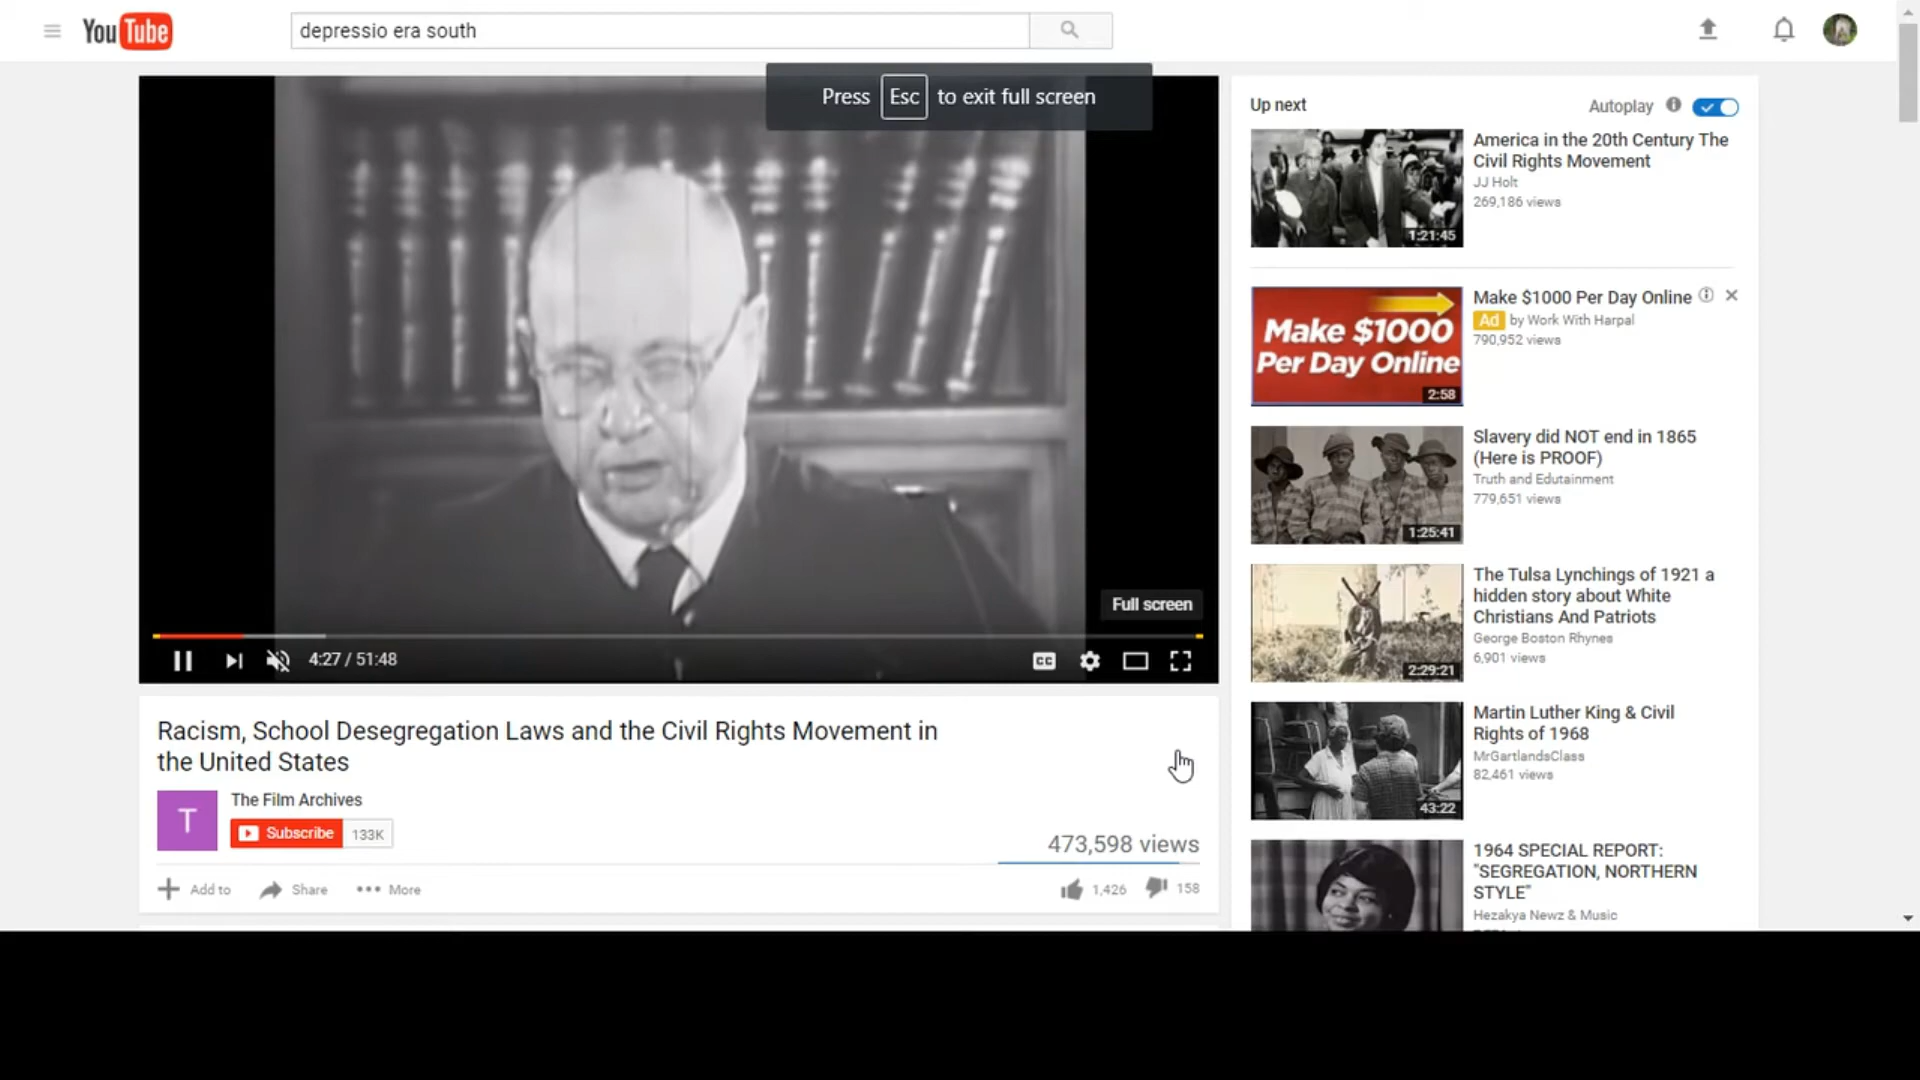 YouTube
depressio era south
Press Esc to exit full screen
Full screen
4:27 / 51:48
CC
Racism, School Desegregation Laws and the Civil Rights Movement in
the United States
T
The Film Archives
Subscribe 133K
473,598 views
Add to Share More
1,426 158
Up next
Autoplay
America in the 20th Century The
Civil Rights Movement
JJ Holt
269,186 views
1:21:45
Make $1000
Per Day Online
2:58
Make $1000 Per Day Online
Ad by Work With Harpal
790,952 views
Slavery did NOT end in 1865
(Here is PROOF)
Truth and Edutainment
779,651 views
1:25:41
The Tulsa Lynchings of 1921 a
hidden story about White
Christians And Patriots
George Boston Rhynes
6,901 views
2:29:21
Martin Luther King & Civil
Rights of 1968
MrGartlandsClass
82,461 views
43:22
1964 SPECIAL REPORT:
"SEGREGATION, NORTHERN
STYLE"
Hezakya Newz & Music